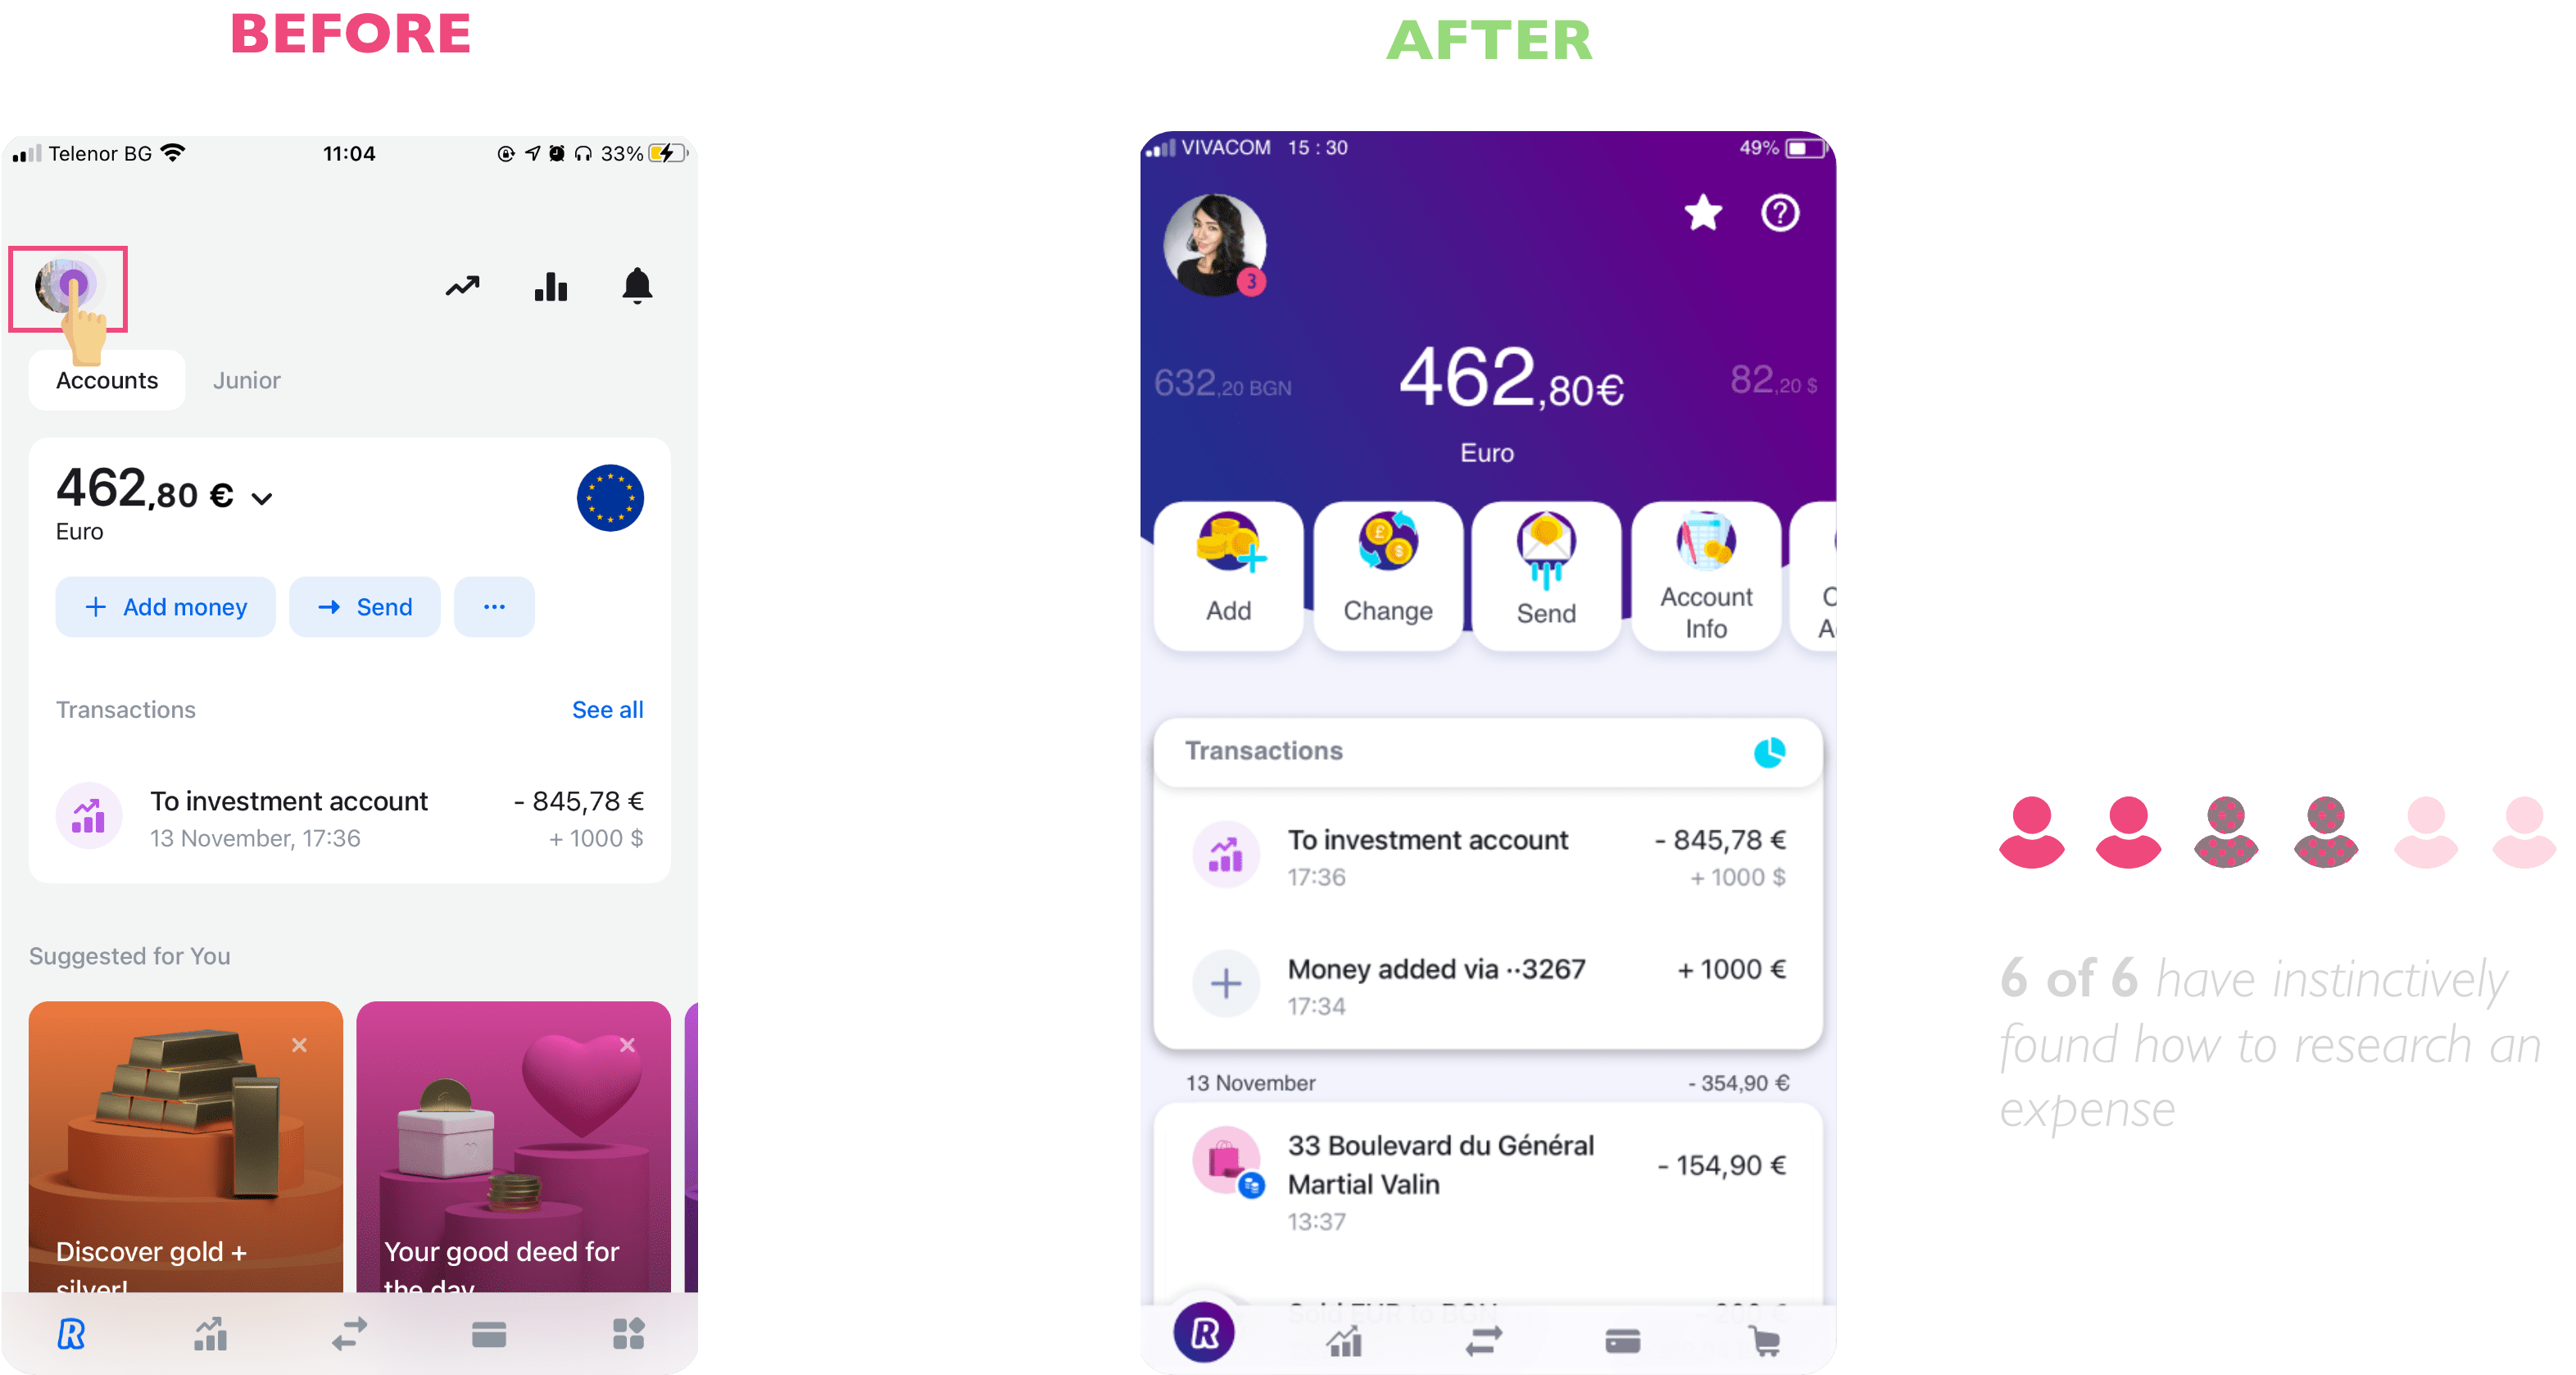 BEFORE
AFTER
Telenor BG
11:04
33%
Accounts
Junior
462,80 €
Euro
+ Add money
→ Send
...
Transactions
See all
To investment account
- 845,78 €
13 November, 17:36
+ 1000 $
Suggested for You
Discover gold +
silver!
Your good deed for
the day
R
VIVACOM 15 : 30
49%
3
632,20 BGN
462,80€
82,20 $
Euro
Add
Change
Send
Account
Info
Transactions
To investment account
- 845,78 €
17:36
+ 1000 $
Money added via ··3267
+ 1000 €
17:34
13 November
- 354,90 €
33 Boulevard du Général
Martial Valin
- 154,90 €
13:37
Sold EUR to BGN
- 200 €
R
6 of 6 have instinctively
found how to research an
expense